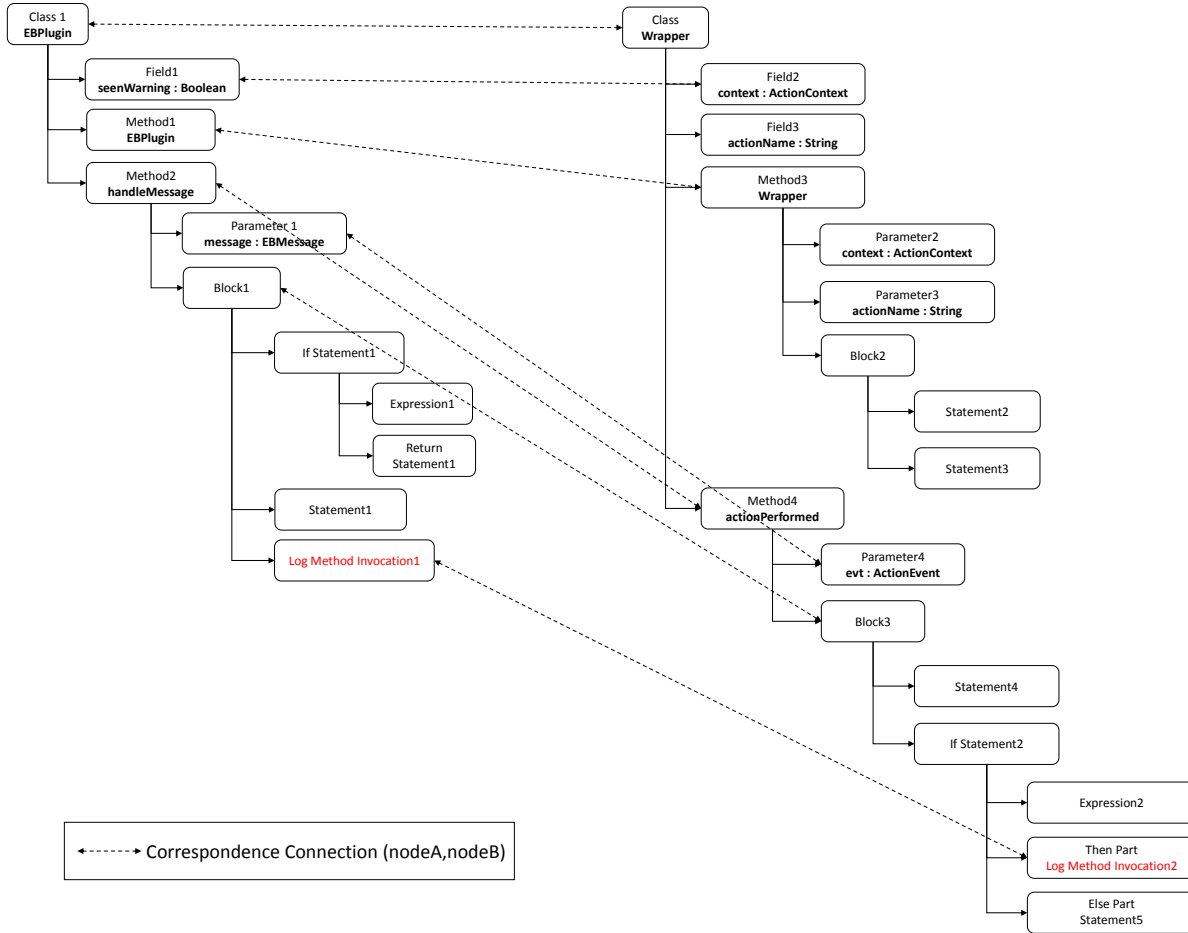 Class 1
EBPlugin
Field1
seenWarning : Boolean
Method1
EBPlugin
Method2
handleMessage
Parameter 1
message : EBMessage
Block1
If Statement1
Expression1
Return
Statement1
Statement1
Log Method Invocation1
Class
Wrapper
Field2
context : ActionContext
Field3
actionName : String
Method3
Wrapper
Parameter2
context : ActionContext
Parameter3
actionName : String
Block2
Statement2
Statement3
Method4
actionPerformed
Parameter4
evt : ActionEvent
Block3
Statement4
If Statement2
Expression2
Then Part
Log Method Invocation2
Else Part
Statement5
Correspondence Connection (nodeA,nodeB)